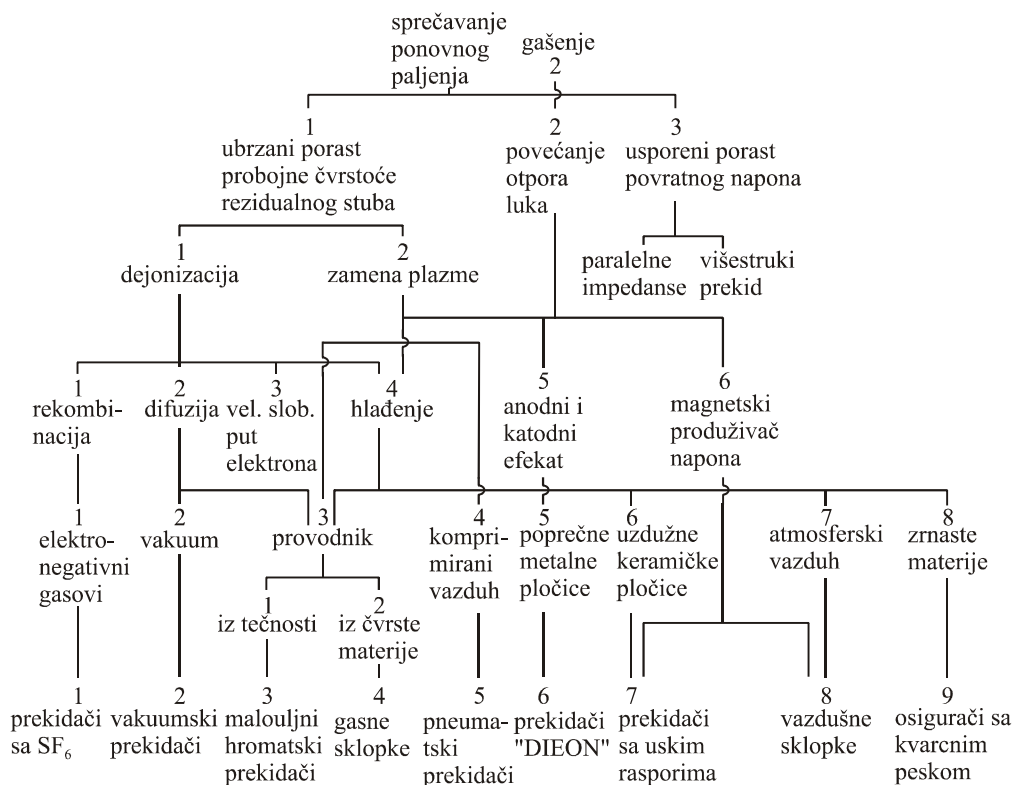 sprečavanje
ponovnog
paljenja
gašenje
2
1
ubrzani porast
probojne čvrstoće
rezidualnog stuba
2
povećanje
otpora
luka
3
usporeni porast
povratnog napona
1
dejonizacija
2
zamena plazme
paralelne
impedanse
višestruki
prekid
1
rekombi-
nacija
2
difuzija
3
vel. slob.
put
elektrona
4
hlađenje
5
anodni i
katodni
efekat
6
magnetski
produživač
napona
1
elektro-
negativni
gasovi
2
vakuum
3
provodnik
4
kompri-
mirani
vazduh
5
poprečne
metalne
pločice
6
uzdužne
keramičke
pločice
7
atmosferski
vazduh
8
zrnaste
materije
1
iz tečnosti
2
iz čvrste
materije
1
prekidači
sa SF6
2
vakuumski
prekidači
3
malouljni
hromatski
prekidači
4
gasne
sklopke
5
pneuma-
tski
prekidači
6
prekidači
"DIEON"
7
prekidači
sa uskim
rasporima
8
vazdušne
sklopke
9
osigurači sa
kvarcnim
peskom